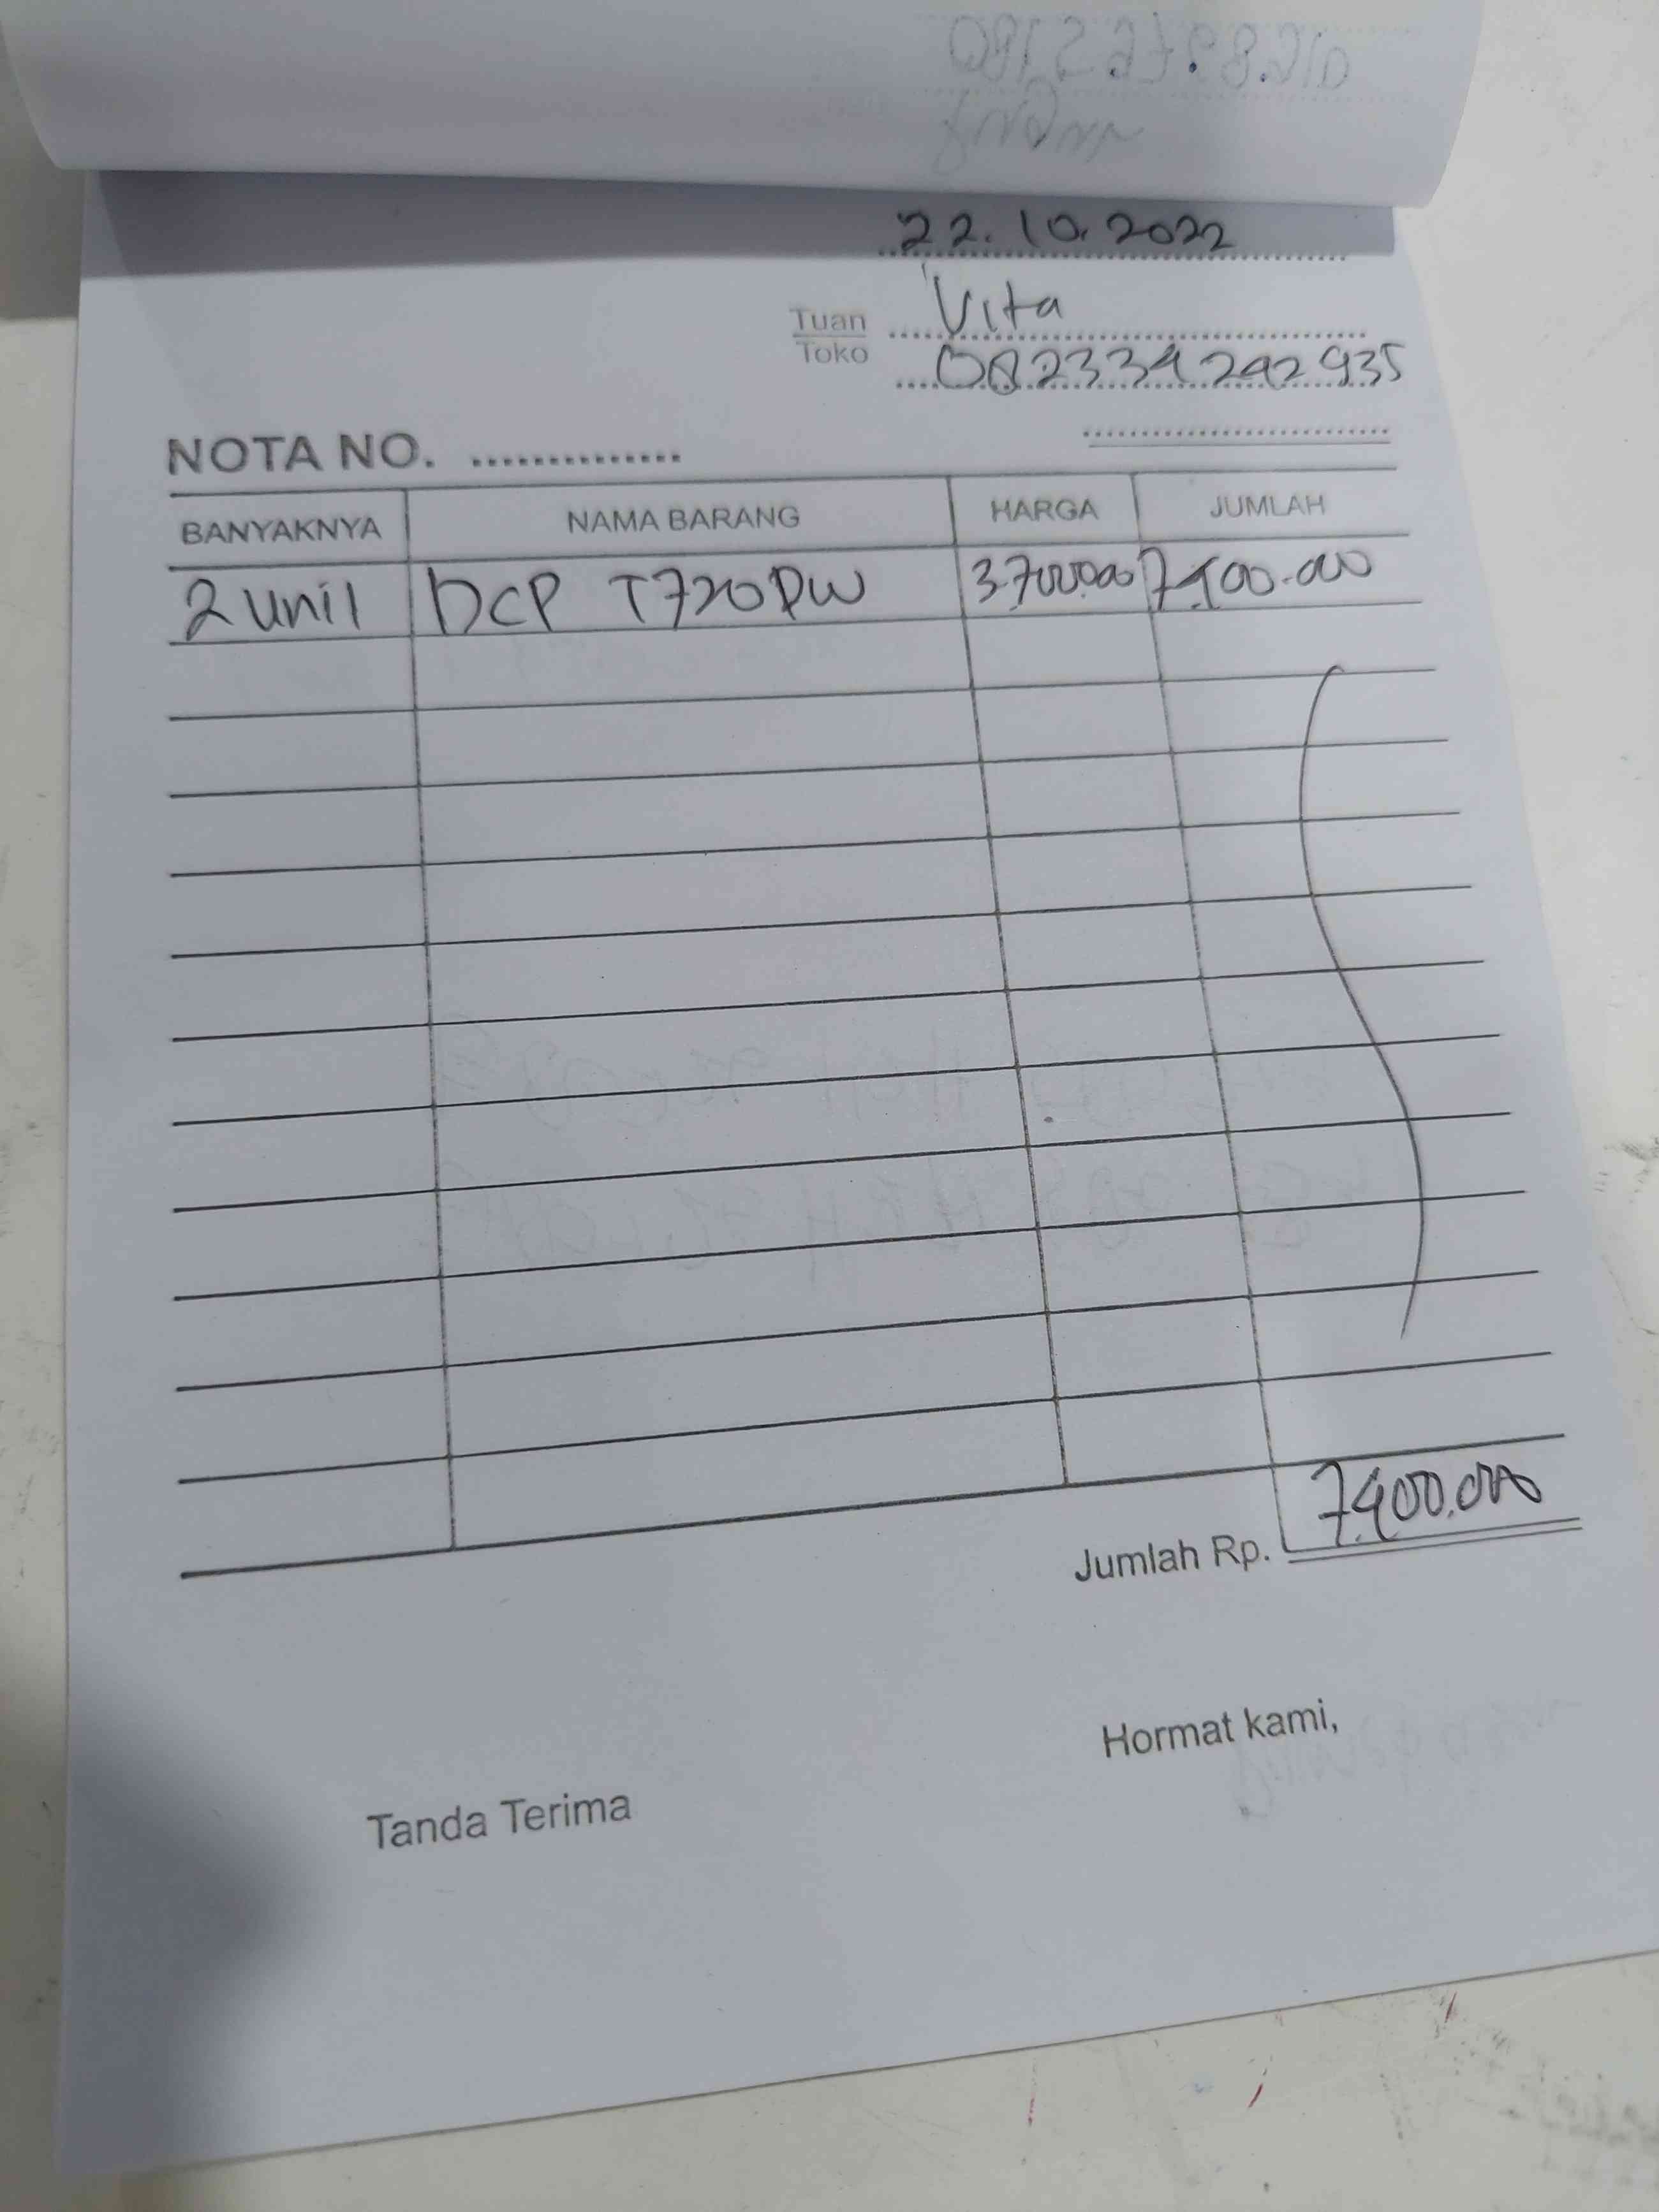 22.10.2022
Tuan Vita
Toko 082334292935
NOTA NO. ..............
BANYAKNYA NAMA BARANG HARGA JUMLAH
2 unit DCP T720DW 3.700.000 7.400.000
Jumlah Rp. 7.400.000
Hormat kami,
Tanda Terima